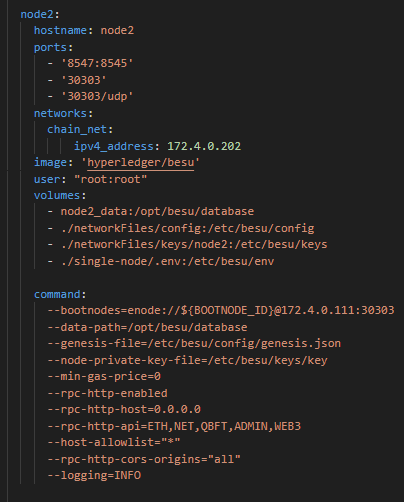 node2:
  hostname: node2
  ports:
    - '8547:8545'
    - '30303'
    - '30303/udp'
  networks:
    chain_net:
        ipv4_address: 172.4.0.202
  image: 'hyperledger/besu'
  user: "root:root"
  volumes:
    - node2_data:/opt/besu/database
    - ./networkFiles/config:/etc/besu/config
    - ./networkFiles/keys/node2:/etc/besu/keys
    - ./single-node/.env:/etc/besu/env

  command:
    --bootnodes=enode://${BOOTNODE_ID}@172.4.0.111:30303
    --data-path=/opt/besu/database
    --genesis-file=/etc/besu/config/genesis.json
    --node-private-key-file=/etc/besu/keys/key
    --min-gas-price=0
    --rpc-http-enabled
    --rpc-http-host=0.0.0.0
    --rpc-http-api=ETH,NET,QBFT,ADMIN,WEB3
    --host-allowlist="*"
    --rpc-http-cors-origins="all"
    --logging=INFO